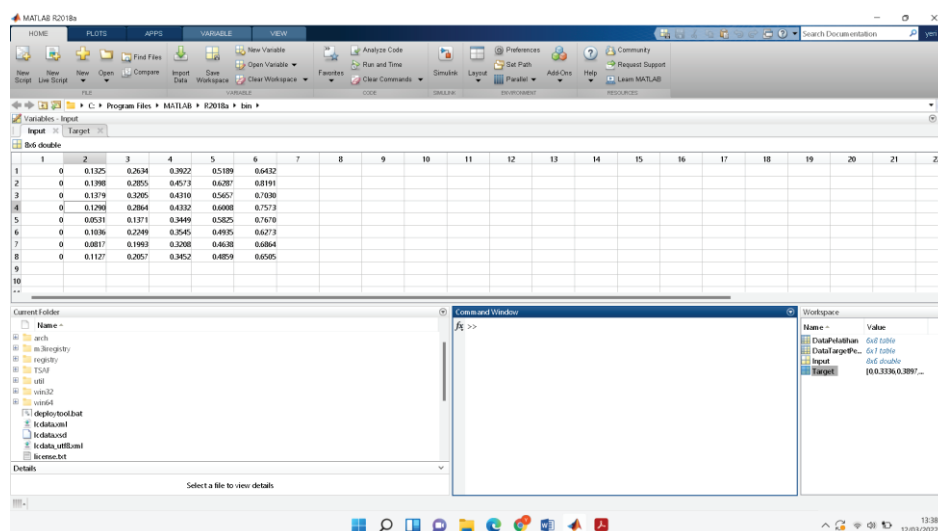 MATLAB R2018a
HOME PLOTS APPS VARIABLE VIEW Search Documentation yen
New Script New Live Script New Open Find Files Compare Import Data Save Workspace New Variable Open Variable Clear Workspace Favorites Analyze Code Run and Time Clear Commands Simulink Layout Preferences Set Path Parallel Add-Ons Help Community Request Support Learn MATLAB
FILE VARIABLE CODE SIMULINK ENVIRONMENT RESOURCES
C: Program Files MATLAB R2018a bin
Variables - Input
Input Target
8x6 double
1 2 3 4 5 6 7 8 9 10 11 12 13 14 15 16 17 18 19 20 21
1 0 0.1325 0.2634 0.3922 0.5189 0.6432
2 0 0.1398 0.2855 0.4573 0.6287 0.8191
3 0 0.1379 0.3205 0.4310 0.5657 0.7030
4 0 0.1290 0.2864 0.4332 0.6008 0.7573
5 0 0.0531 0.1371 0.3449 0.5825 0.7670
6 0 0.1036 0.2249 0.3545 0.4935 0.6273
7 0 0.0817 0.1993 0.3208 0.4638 0.6864
8 0 0.1127 0.2057 0.3452 0.4859 0.6505
9
10
Current Folder
Name
arch
m3iregistry
registry
TSAF
util
win32
win64
deploytool.bat
lcdata.xml
lcdata.xsd
lcdata_utf8.xml
license.txt
Details
Select a file to view details
Command Window
fx >>
Workspace
Name Value
DataPelatihan 6x6 table
DataTargetPe... 6x1 table
Input 8x6 double
Target [0,0.3336,0.3897,...
13:38
12/03/2022